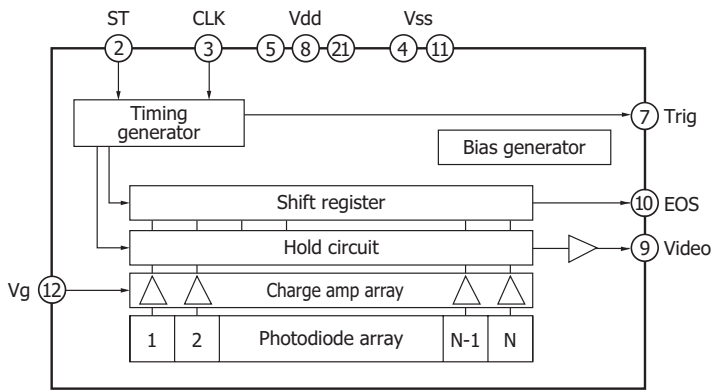 ST CLK Vdd Vss
2 3 5 8 21 4 11
Timing
generator
7 Trig
Bias generator
Shift register
10 EOS
Hold circuit
9 Video
Vg 12
Charge amp array
1 2 Photodiode array N-1 N